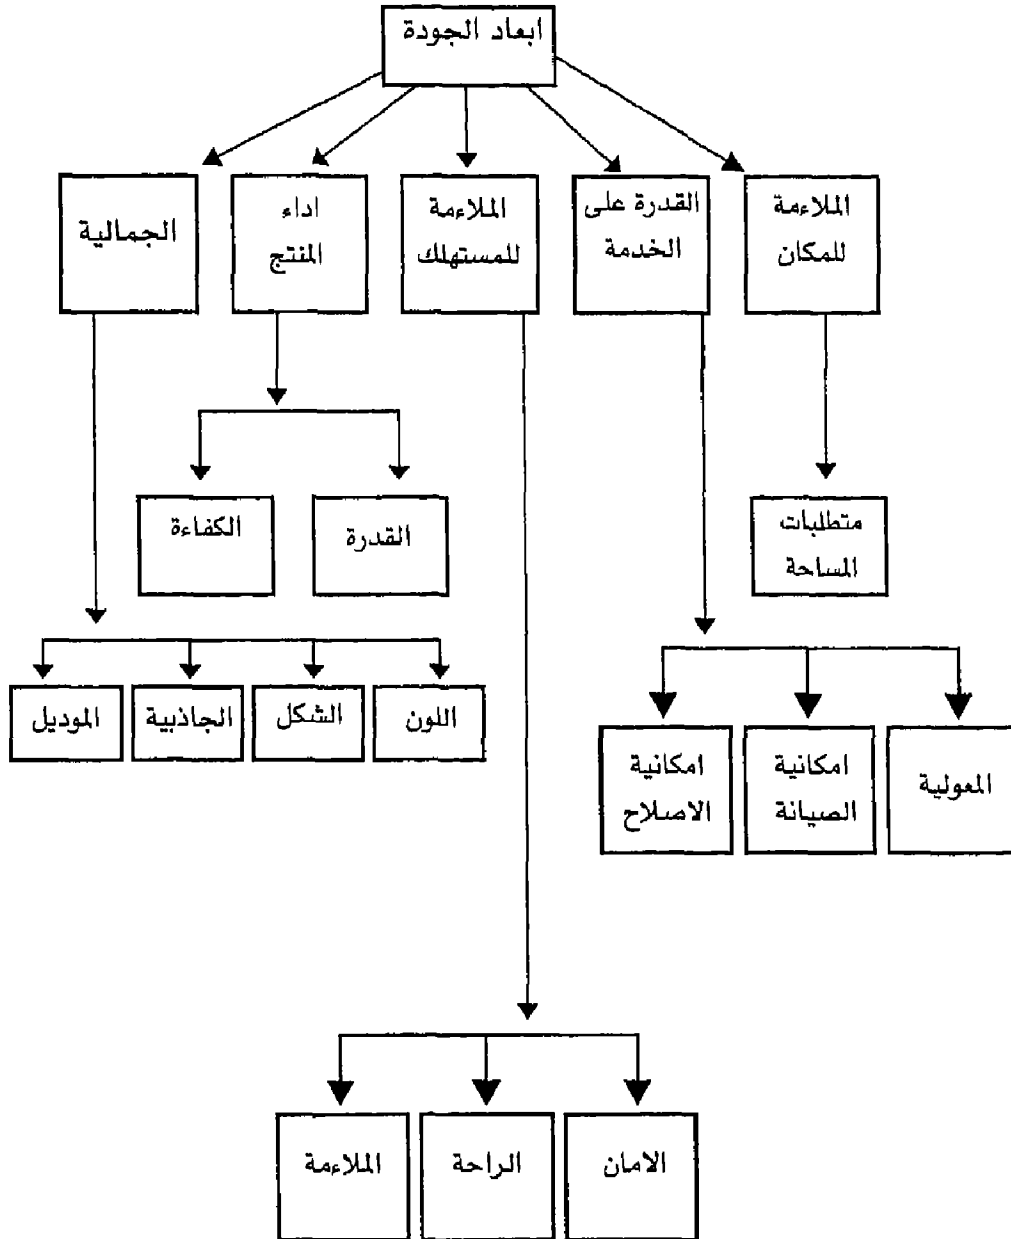 ابعاد الجودة
الملاءمة
للمكان
القدرة على
الخدمة
الملاءمة
للمستهلك
اداء
المنتج
الجمالية
متطلبات
المساحة
القدرة
الكفاءة
اللون
الشكل
الجاذبية
الموديل
المعولية
امكانية
الصيانة
امكانية
الاصلاح
الامان
الراحة
الملاءمة